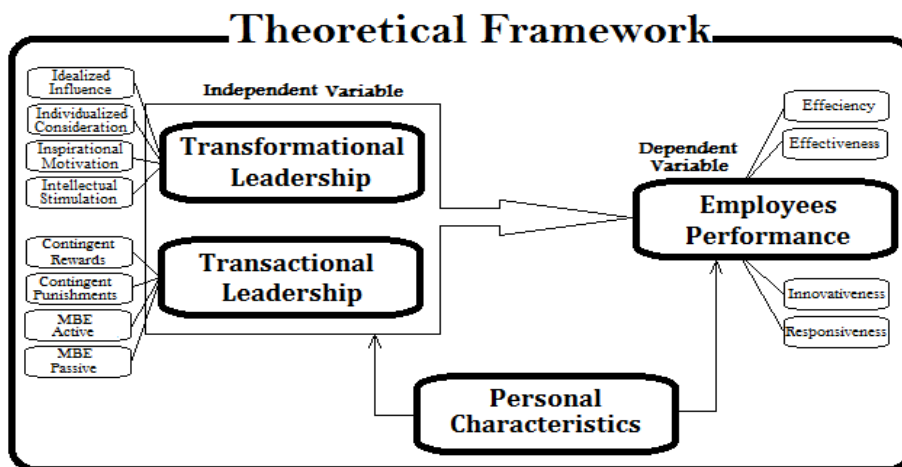 Theoretical Framework
Idealized
Influence
Individualized
Consideration
Inspirational
Motivation
Intellectual
Stimulation
Contingent
Rewards
Contingent
Punishments
MBE
Active
MBE
Passive
Independent Variable
Transformational
Leadership
Transactional
Leadership
Personal
Characteristics
Dependent
Variable
Employees
Performance
Effeciency
Effectiveness
Innovativeness
Responsiveness